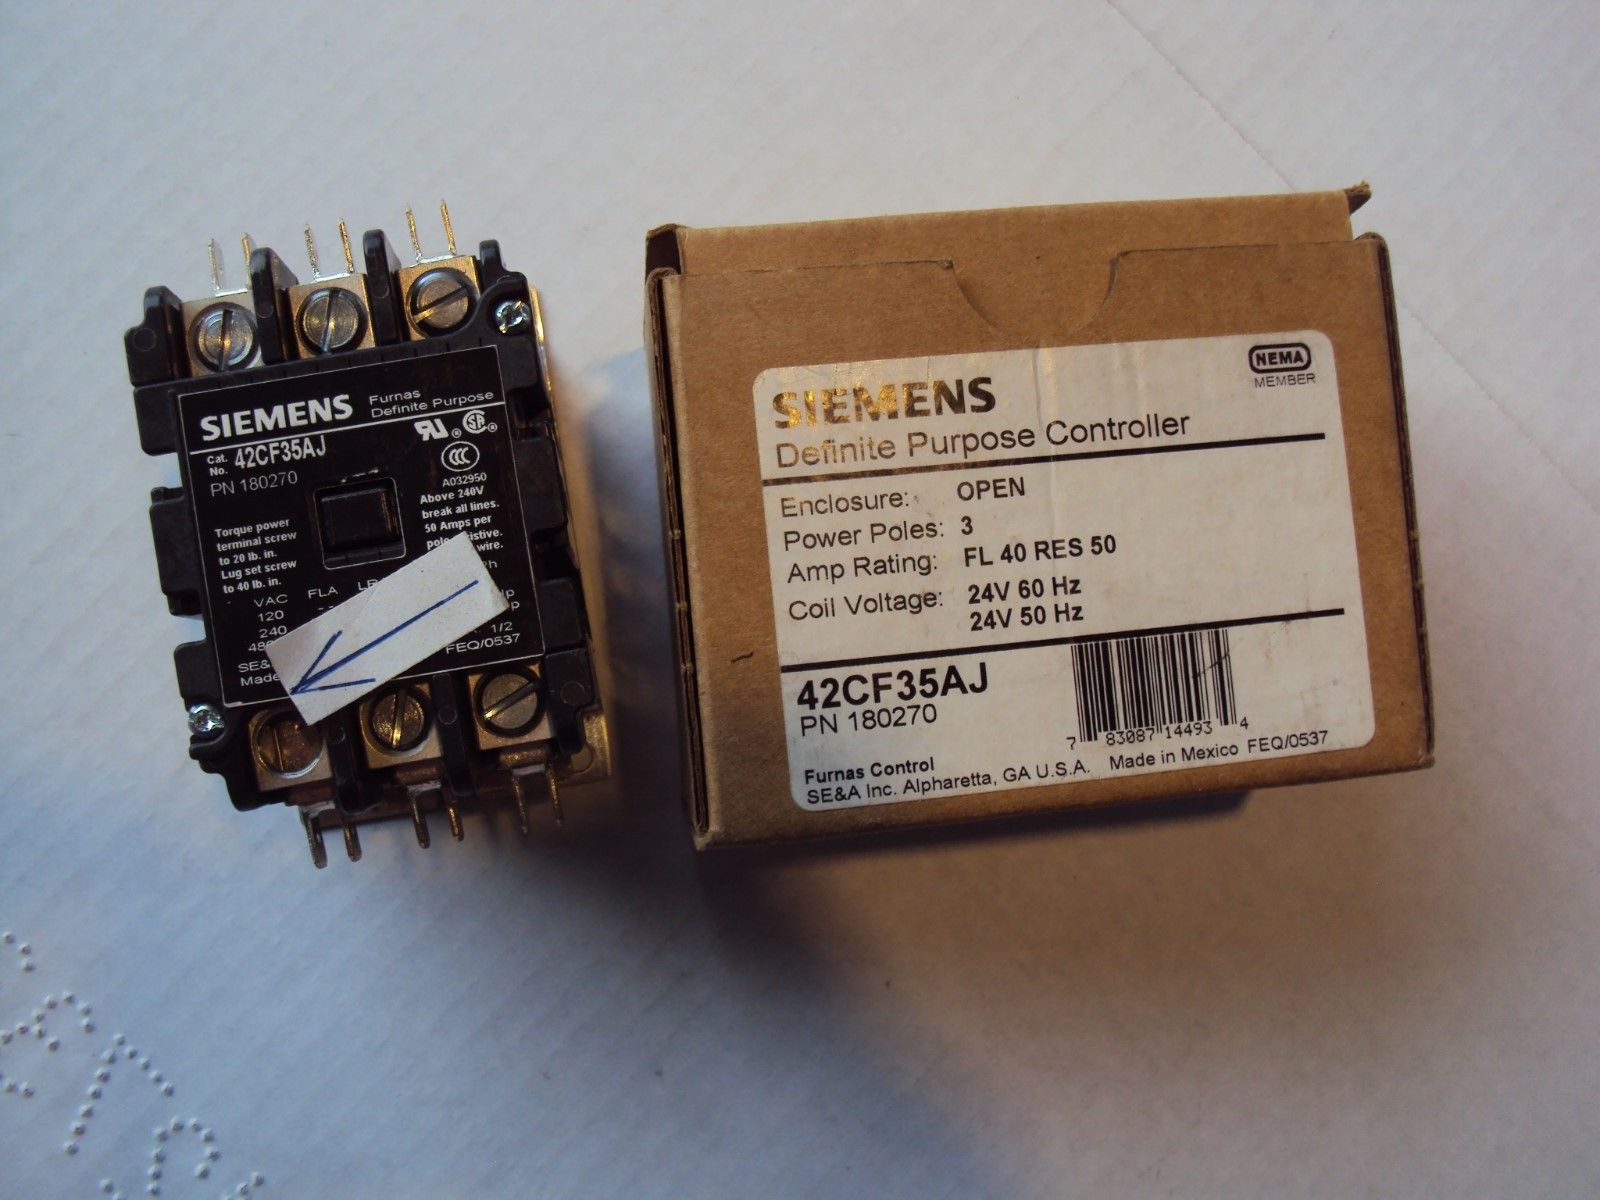 SIEMENS Furnas
Definite Purpose
Cat. No. 42CF35AJ
PN 180270
A032950
Torque power
terminal screw
to 20 lb. in.
Lug set screw
to 40 lb. in.
Above 240V
break all lines.
50 Amps per
wire.
VAC FLA
120
240
1/2
FEQ/0537
Made
NEMA
MEMBER
SIEMENS
Definite Purpose Controller
Enclosure: OPEN
Power Poles: 3
Amp Rating: FL 40 RES 50
Coil Voltage: 24V 60 Hz
24V 50 Hz
42CF35AJ
PN 180270
7 83087 14493 4
Furnas Control
SE&A Inc. Alpharetta, GA U.S.A. Made in Mexico FEQ/0537